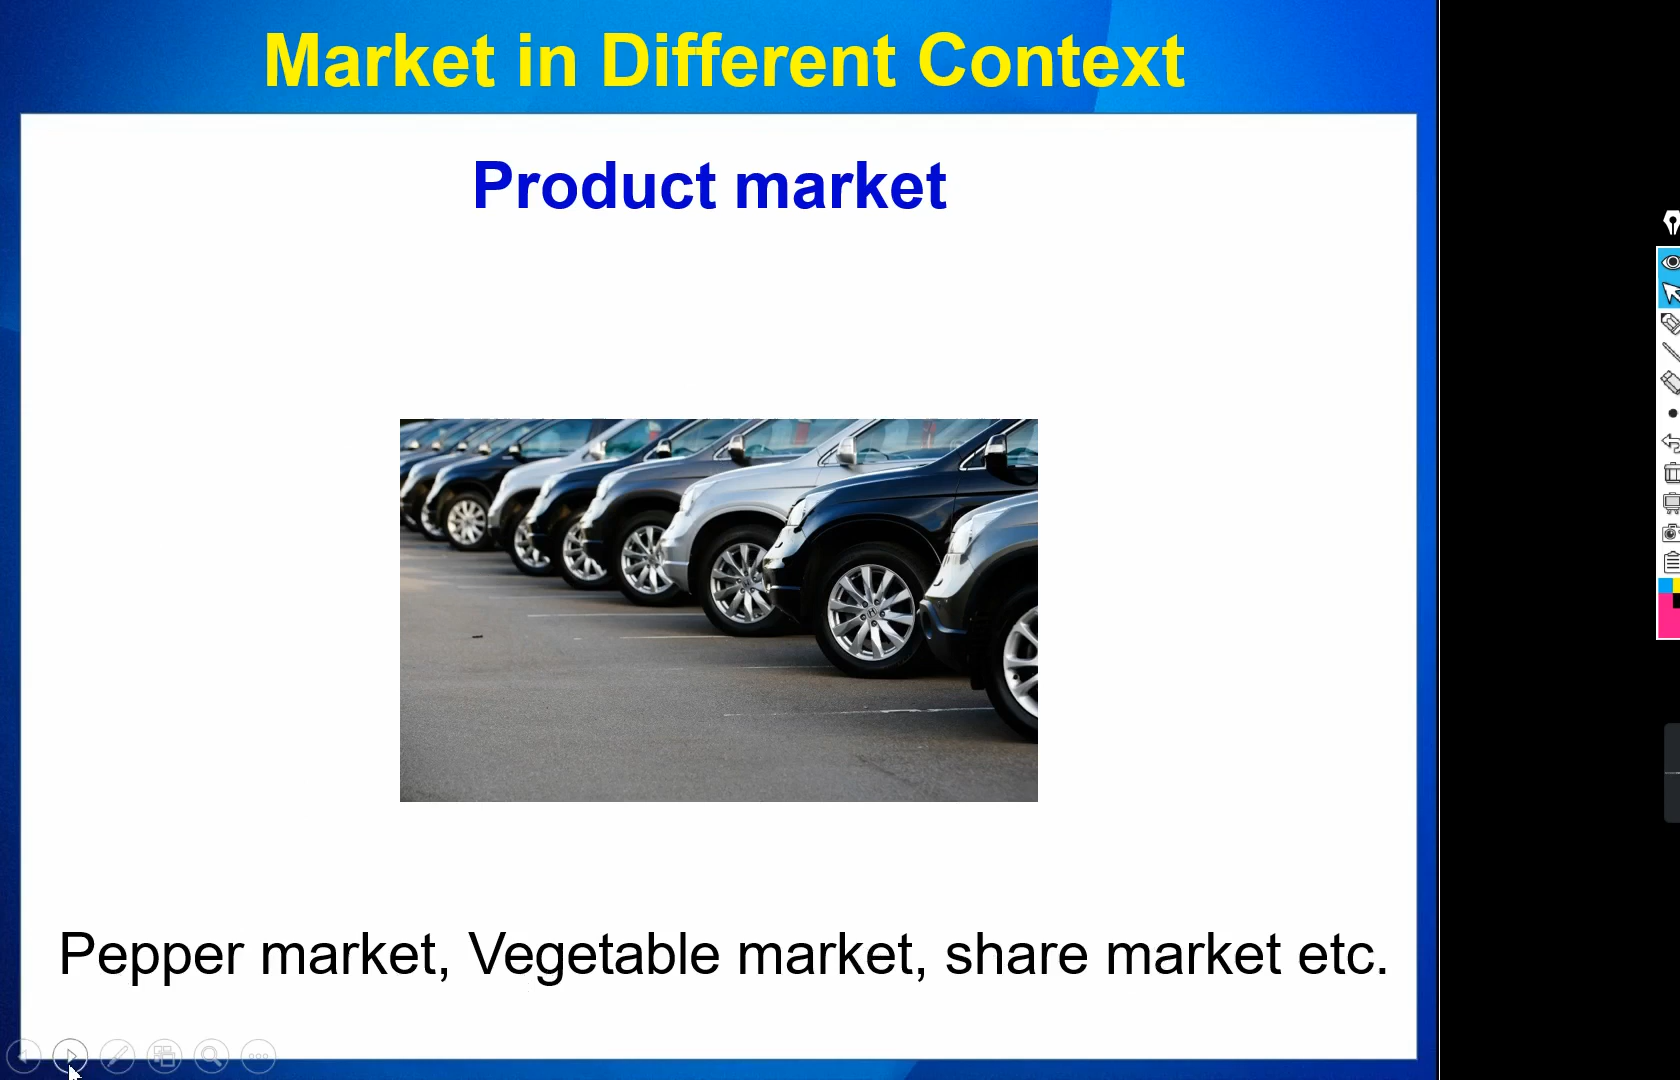 Market in Different Context
Product market
Pepper market, Vegetable market, share market etc.